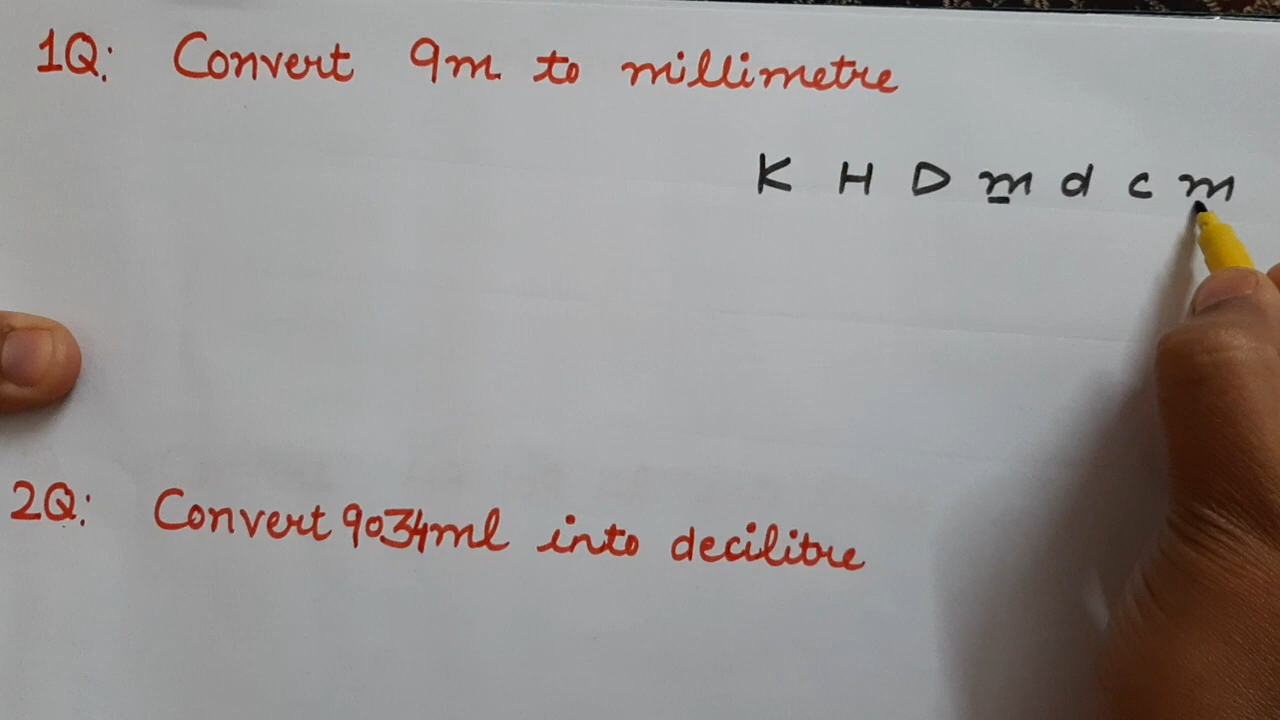 1Q: Convert 9m to millimetre
K H D m d c m
2Q: Convert 9034ml into decilitre